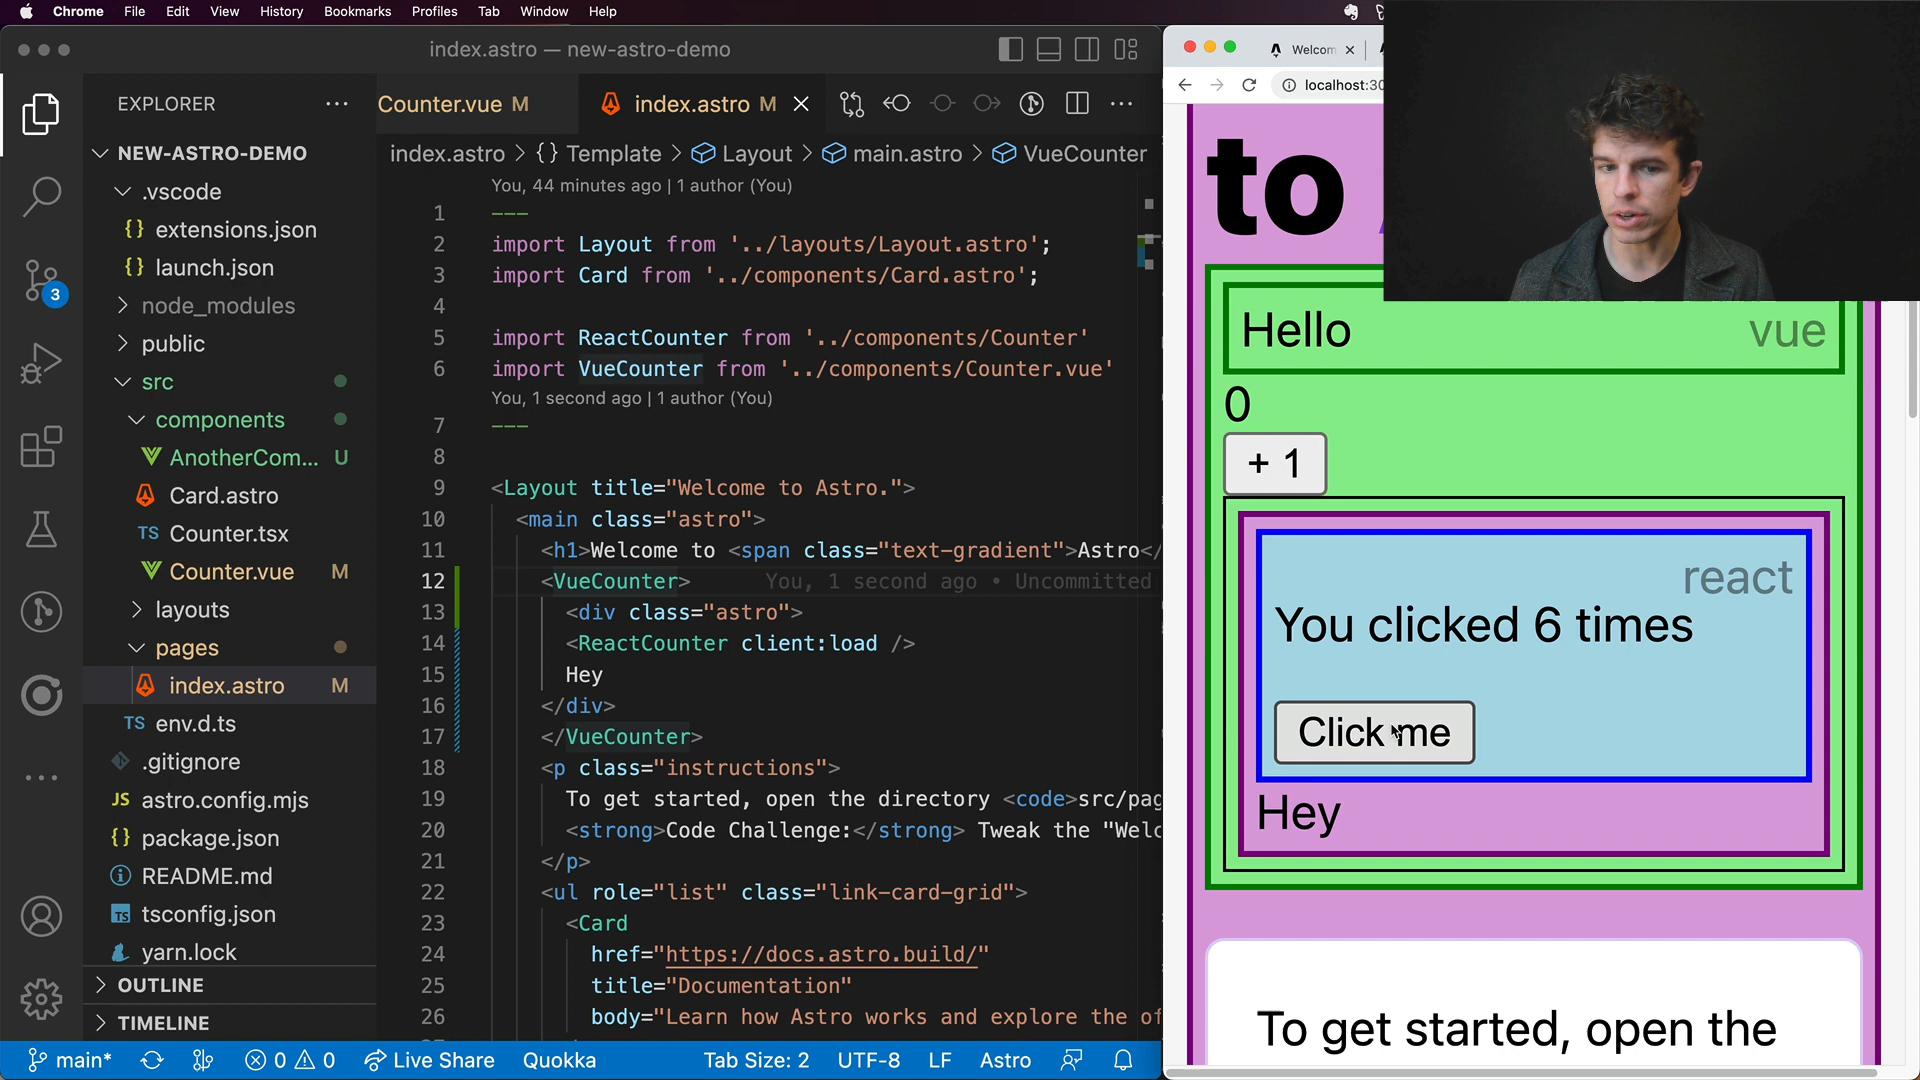 Chrome File Edit View History Bookmarks Profiles Tab Window Help
index.astro — new-astro-demo
EXPLORER
NEW-ASTRO-DEMO
.vscode
{} extensions.json
{} launch.json
node_modules
public
src
components
AnotherCom... U
Card.astro
TS Counter.tsx
Counter.vue M
layouts
pages
index.astro M
TS env.d.ts
.gitignore
JS astro.config.mjs
{} package.json
README.md
TS tsconfig.json
yarn.lock
OUTLINE
TIMELINE
3
Counter.vue M
index.astro M
index.astro > {} Template > Layout > main.astro > VueCounter
You, 44 minutes ago | 1 author (You)
1 ---
2 import Layout from '../layouts/Layout.astro';
3 import Card from '../components/Card.astro';
4
5 import ReactCounter from '../components/Counter'
6 import VueCounter from '../components/Counter.vue'
You, 1 second ago | 1 author (You)
7 ---
8
9 <Layout title="Welcome to Astro.">
10 <main class="astro">
11 <h1>Welcome to <span class="text-gradient">Astro</
12 <VueCounter> You, 1 second ago • Uncommitted
13 <div class="astro">
14 <ReactCounter client:load />
15 Hey
16 </div>
17 </VueCounter>
18 <p class="instructions">
19 To get started, open the directory <code>src/pag
20 <strong>Code Challenge:</strong> Tweak the "Welc
21 </p>
22 <ul role="list" class="link-card-grid">
23 <Card
24 href="https://docs.astro.build/"
25 title="Documentation"
26 body="Learn how Astro works and explore the of
main* 0 0 Live Share Quokka Tab Size: 2 UTF-8 LF Astro
Welcom
localhost:30
to
Hello vue
0
+ 1
react
You clicked 6 times
Click me
Hey
To get started, open the